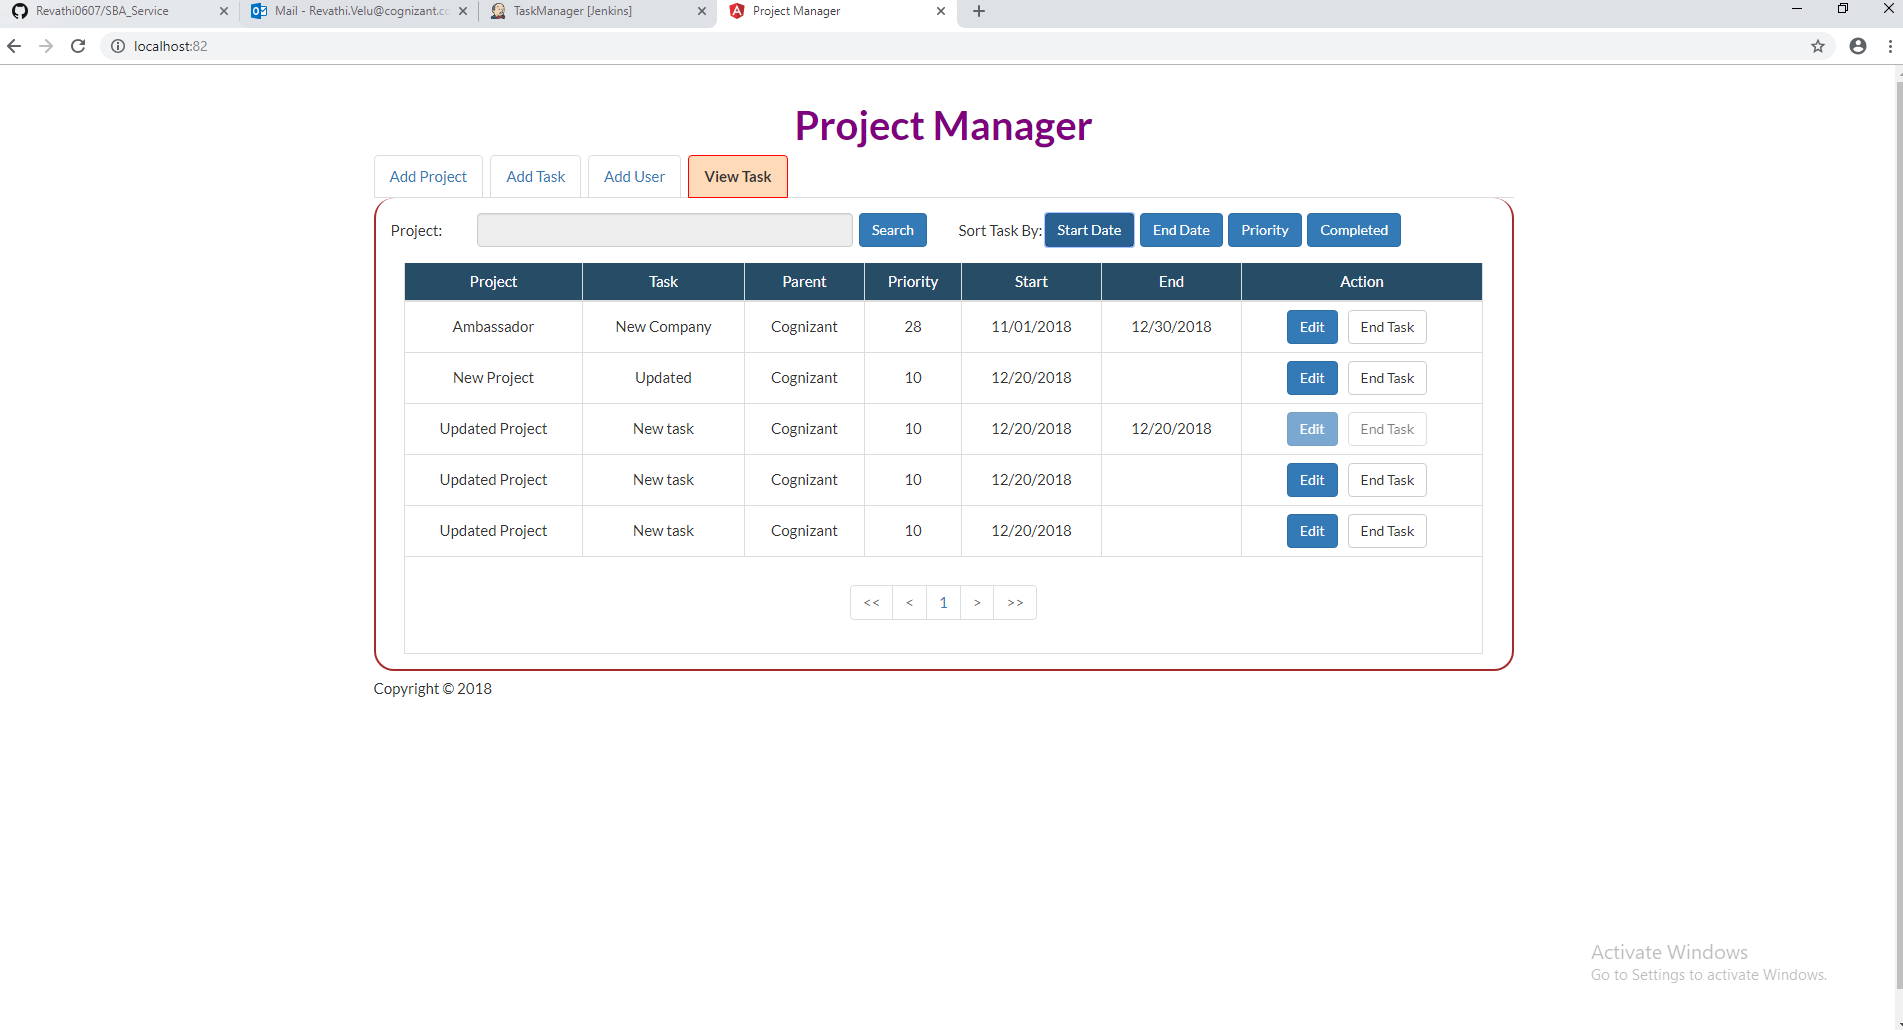 Revathi0607/SBA_Service
Mail - Revathi.Velu@cognizant.co
TaskManager [Jenkins]
Project Manager
localhost:82
Project Manager
Add Project
Add Task
Add User
View Task
Project:
Search
Sort Task By:
Start Date
End Date
Priority
Completed
Project Task Parent Priority Start End Action
Ambassador New Company Cognizant 28 11/01/2018 12/30/2018 Edit End Task
New Project Updated Cognizant 10 12/20/2018 Edit End Task
Updated Project New task Cognizant 10 12/20/2018 12/20/2018 Edit End Task
Updated Project New task Cognizant 10 12/20/2018 Edit End Task
Updated Project New task Cognizant 10 12/20/2018 Edit End Task
<< < 1 > >>
Copyright © 2018
Activate Windows
Go to Settings to activate Windows.